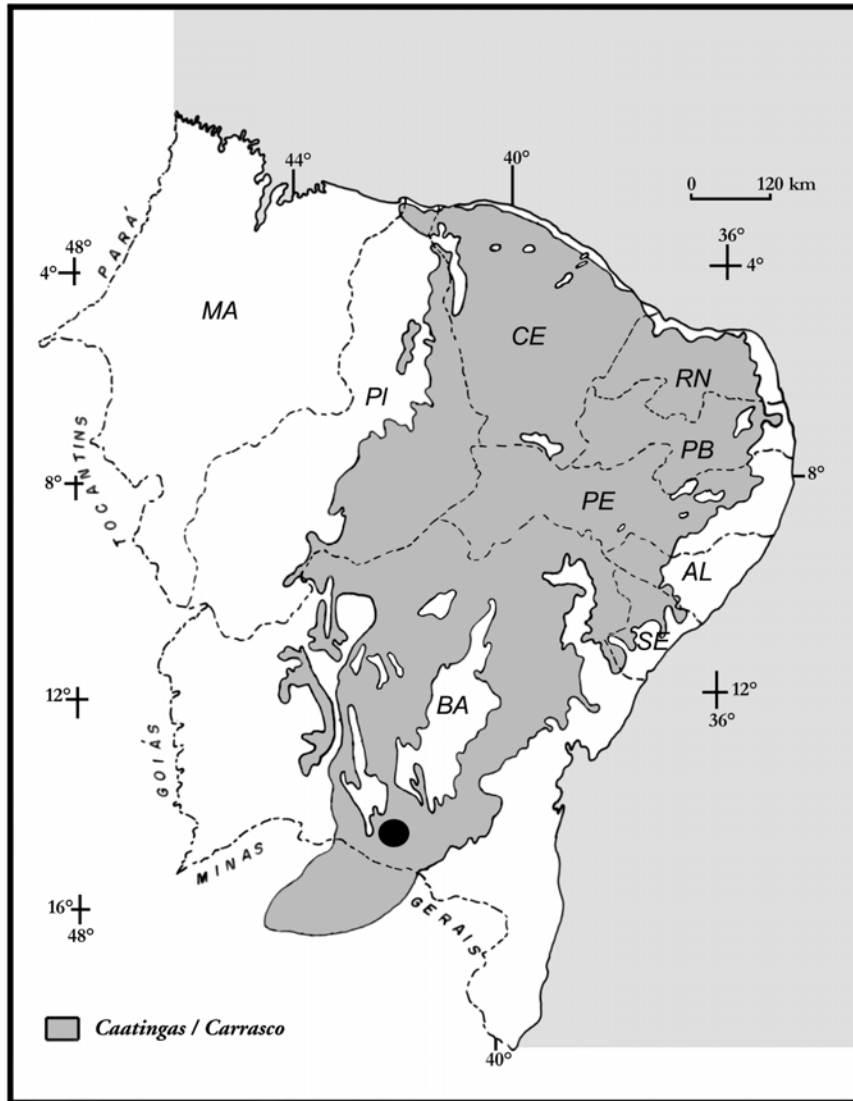 44°
40°
0 120 km
48°
4°
PARÁ
36°
4°
MA
CE
PI
RN
PB
8°
TOCANTINS
8°
PE
AL
SE
12°
BA
12°
36°
GOIÁS
MINAS
16°
48°
GERAIS
Caatingas / Carrasco
40°